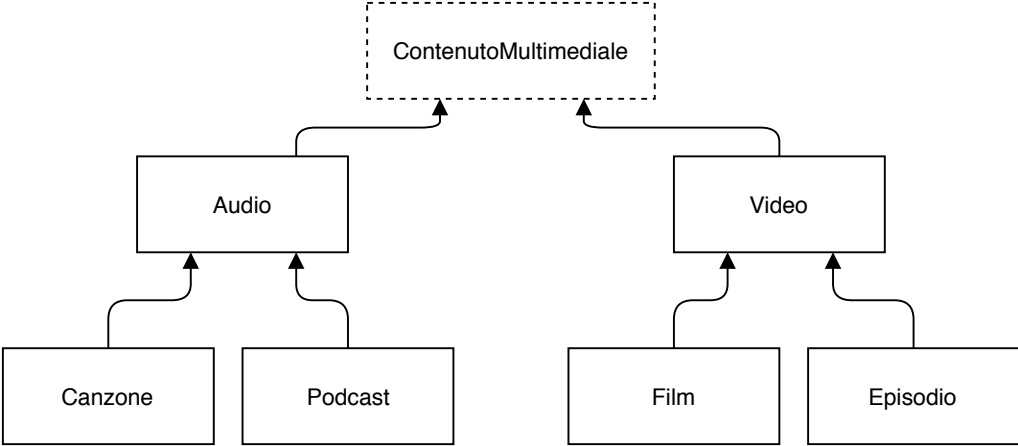 ContenutoMultimediale
Audio
Video
Canzone
Podcast
Film
Episodio